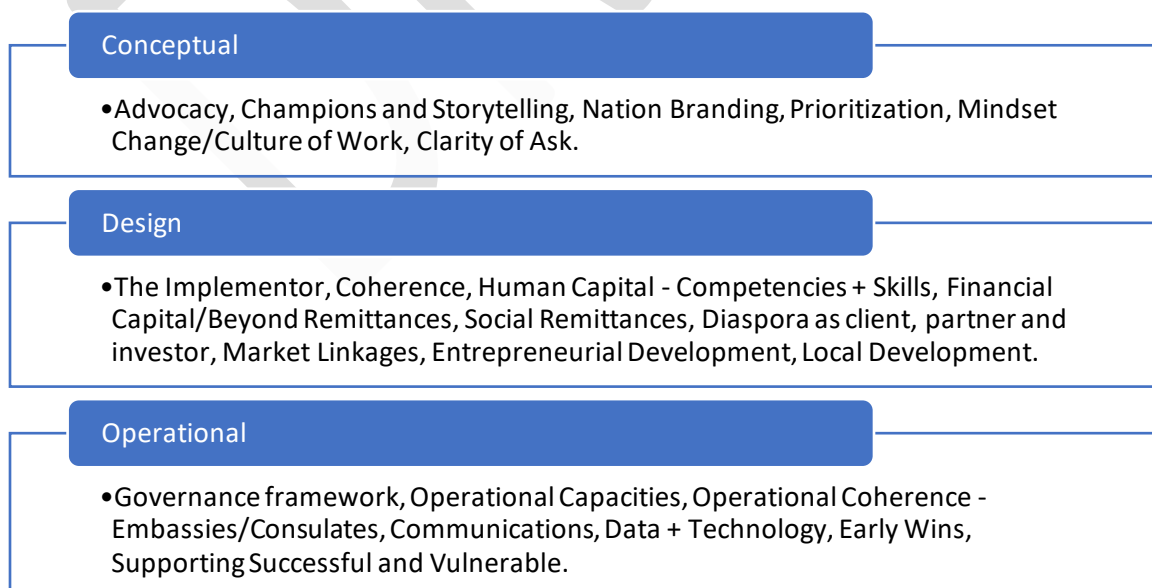 Conceptual
•Advocacy, Champions and Storytelling, Nation Branding, Prioritization, Mindset
Change/Culture of Work, Clarity of Ask.
Design
•The Implementor, Coherence, Human Capital - Competencies + Skills, Financial
Capital/Beyond Remittances, Social Remittances, Diaspora as client, partner and
investor, Market Linkages, Entrepreneurial Development, Local Development.
Operational
•Governance framework, Operational Capacities, Operational Coherence -
Embassies/Consulates, Communications, Data + Technology, Early Wins,
Supporting Successful and Vulnerable.